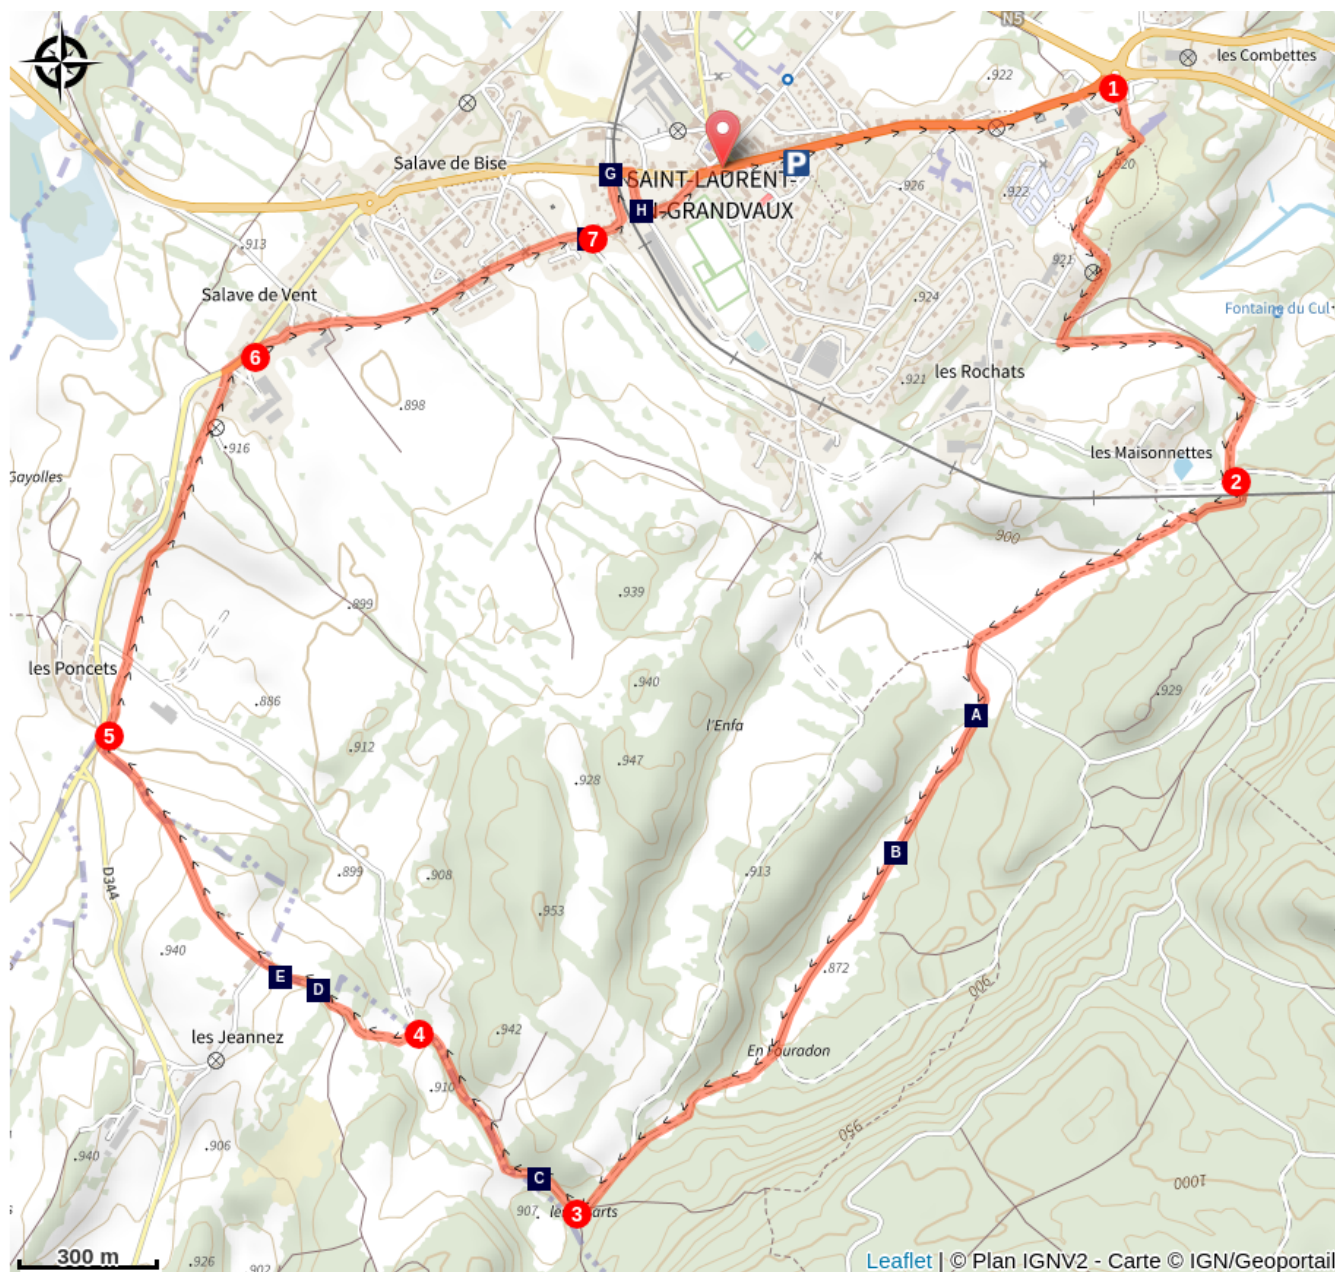 N5
les Combettes
.922
1
Salave de Bise
P
.920
G
SAINT-LAURENT-
H
N-GRANDVAUX
.926
.922
7
.913
921
Salave de Vent
.924
Fontaine du Cul-
6
.921
les Rochats
.898
.916
les Maisonnettes
Gayolles
2
900
.939
.899
les Poncets
.940
.929
.886
A
l'Enfa
5
.912
.947
.928
B
D344
.899
.908
.913
.953
.940
.872
E
D
900
4
.942
les Jeannez
En Fouradon
.910
950
.906
.940
C
1000
907.
3
les
arts
.926
902
300 m
Leaflet | © Plan IGNV2 - Carte © IGN/Geoportail